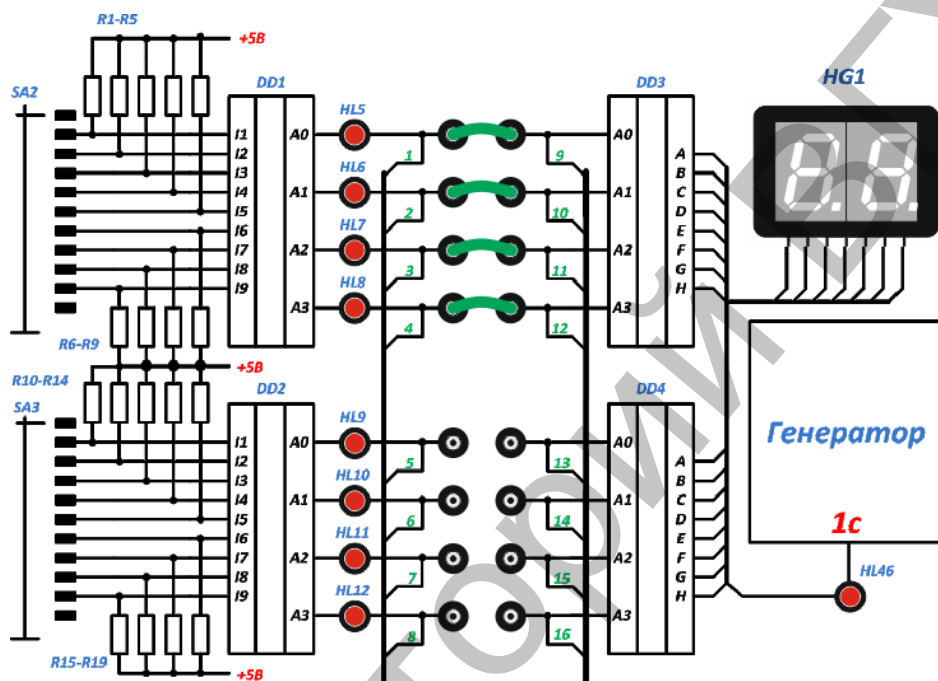 R1-R5
+5В
SA2
DD1
I1
I2
I3
I4
I5
I6
I7
I8
I9
A0
A1
A2
A3
HL5
HL6
HL7
HL8
1
2
3
4
9
10
11
12
DD3
A0
A1
A2
A3
A
B
C
D
E
F
G
H
HG1
8.8.
R6-R9
+5В
R10-R14
SA3
DD2
I1
I2
I3
I4
I5
I6
I7
I8
I9
A0
A1
A2
A3
HL9
HL10
HL11
HL12
5
6
7
8
13
14
15
16
DD4
A0
A1
A2
A3
A
B
C
D
E
F
G
H
Генератор
1с
HL46
R15-R19
+5В